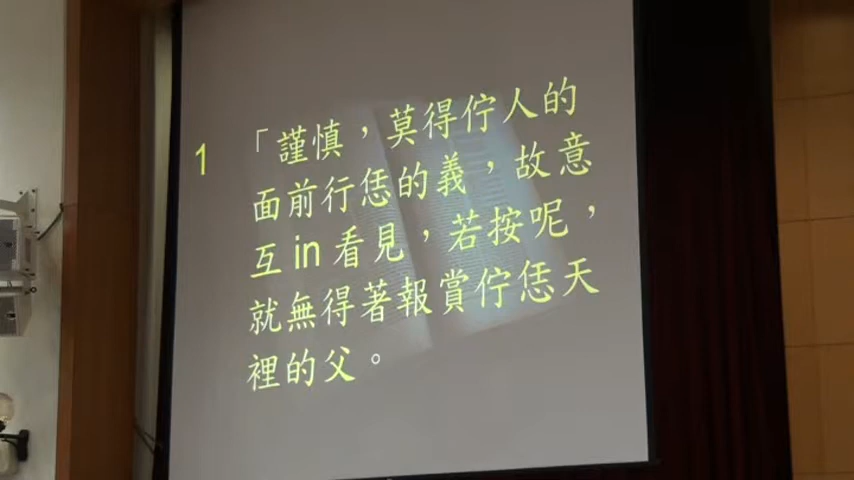 1 「謹慎，莫得佇人的
面前行恁的義，故意
互 in 看見，若按呢，
就無得著報賞佇恁天
裡的父。